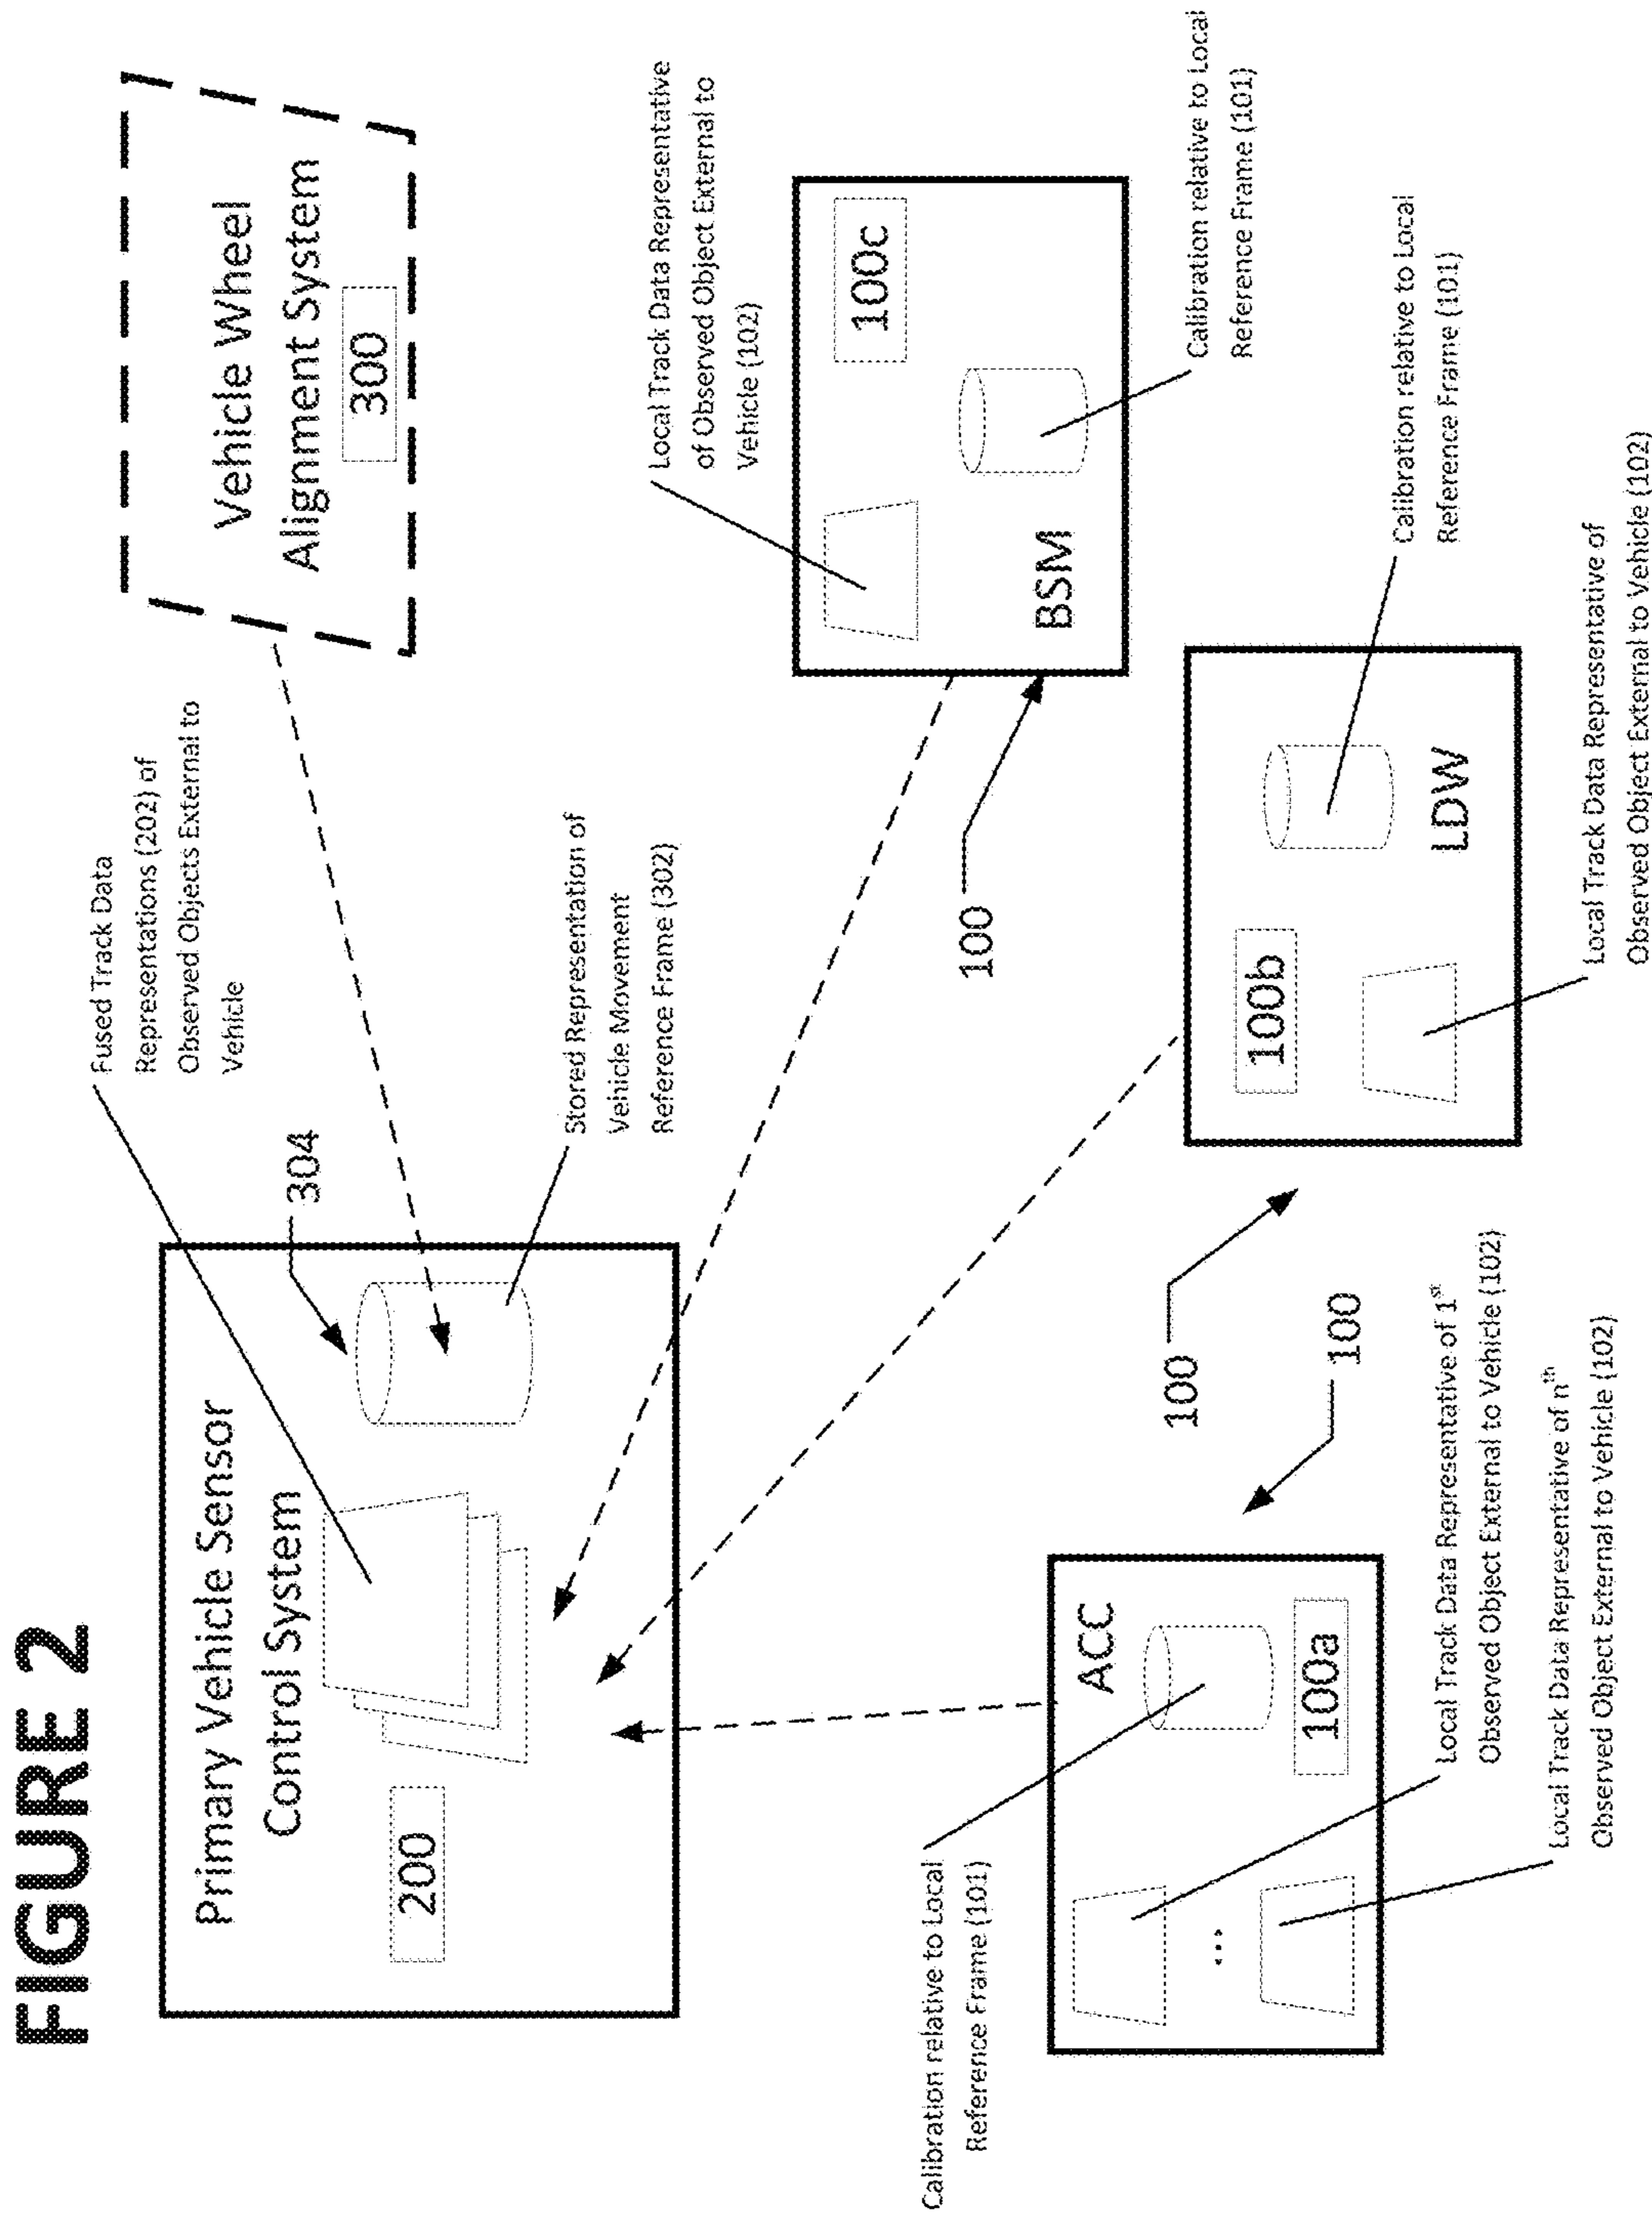 FIGURE 2
Primary Vehicle Sensor
Control System
200
304
Fused Track Data
Representations (202) of
Observed Objects External to
Vehicle
Stored Representation of
Vehicle Movement
Reference Frame (302)
Vehicle Wheel
Alignment System
300
Local Track Data Representative
of Observed Object External to
Vehicle (102)
100c
BSM
Calibration relative to Local
Reference Frame (101)
100
100b
LDW
Calibration relative to Local
Reference Frame (101)
Local Track Data Representative of
Observed Object External to Vehicle (102)
100
100
Calibration relative to Local
Reference Frame (101)
ACC
100a
...
Local Track Data Representative of 1st
Observed Object External to Vehicle (102)
Local Track Data Representative of nth
Observed Object External to Vehicle (102)